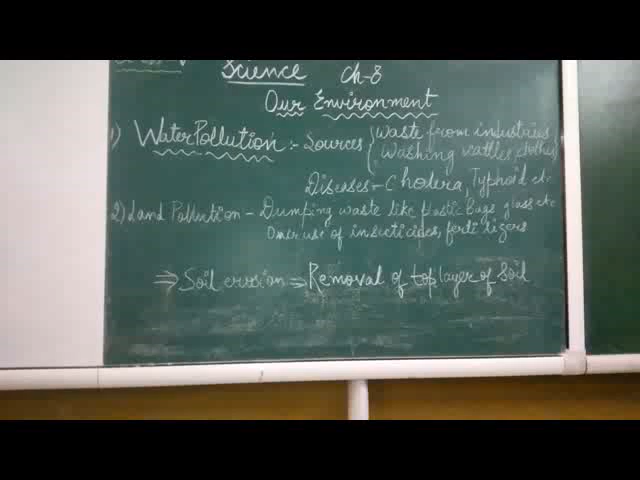 Class-V
Science Ch-8
Our Environment
1) Water Pollution :- Sources { Waste from industries
Washing cattles, clothes
Diseases - Cholera, Typhoid etc
2) Land Pollution - Dumping waste like plastic bags glass etc
Over use of insecticides, fertilizers
⇒ Soil erosion ⇒ Removal of top layer of Soil